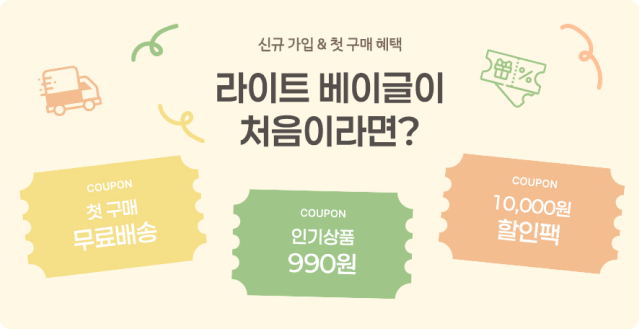 신규 가입 & 첫 구매 혜택
라이트 베이글이
처음이라면?
COUPON
첫 구매
무료배송
COUPON
인기상품
990원
COUPON
10,000원
할인팩